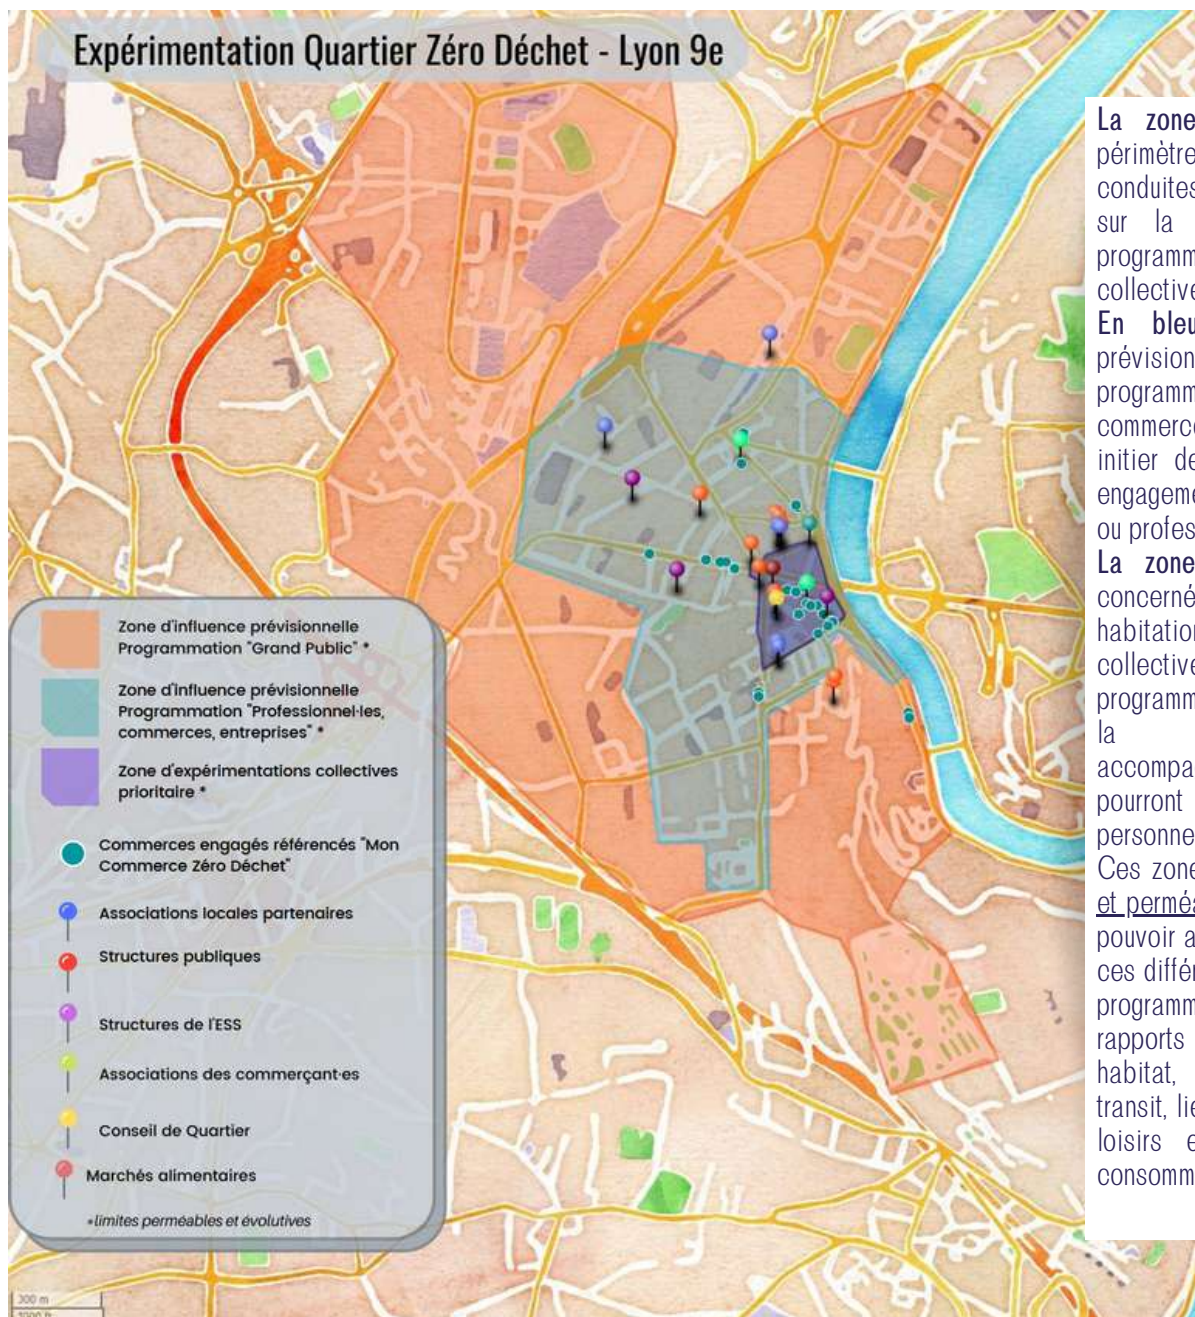 Expérimentation Quartier Zéro Déchet - Lyon 9e
Zone d'influence prévisionnelle
Programmation "Grand Public" *
Zone d'influence prévisionnelle
Programmation "Professionnel·les,
commerces, entreprises" *
Zone d'expérimentations collectives
prioritaire *
Commerces engagés référencés "Mon
Commerce Zéro Déchet"
Associations locales partenaires
Structures publiques
Structures de l'ESS
Associations des commerçant·es
Conseil de Quartier
Marchés alimentaires
*limites perméables et évolutives
300 m
1000 ft
La zone
périmètre
conduites
sur la
programm
collective
En bleu
prévision
programm
commerce
initier de
engageme
ou profes
La zone
concerné
habitation
collective
programm
la
accompa
pourront
personne
Ces zone
et perméa
pouvoir a
ces différ
programm
rapports
habitat,
transit, lie
loisirs e
consomm